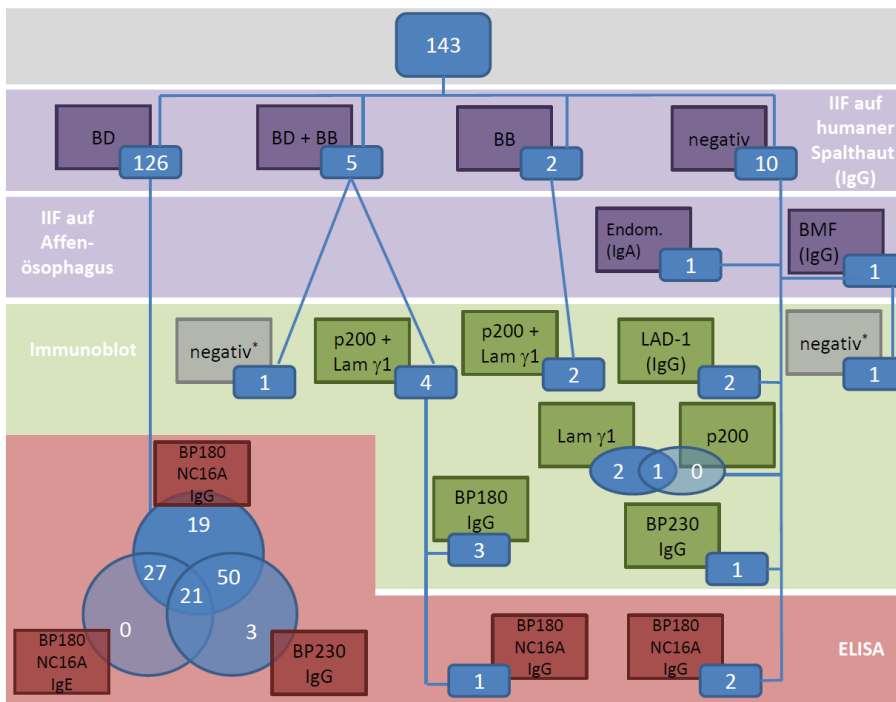 143
IIF auf
humaner
Spalthaut
(IgG)
BD
126
BD + BB
5
BB
2
negativ
10
IIF auf
Affen-
ösophagus
Endom.
(IgA)
1
BMF
(IgG)
1
Immunoblot
negativ*
1
p200 +
Lam γ1
4
p200 +
Lam γ1
2
LAD-1
(IgG)
2
negativ*
1
Lam γ1
p200
2
1
0
BP180
IgG
3
BP230
IgG
1
BP180
NC16A
IgG
19
27
50
21
0
3
BP180
NC16A
IgE
BP230
IgG
BP180
NC16A
IgG
1
BP180
NC16A
IgG
2
ELISA